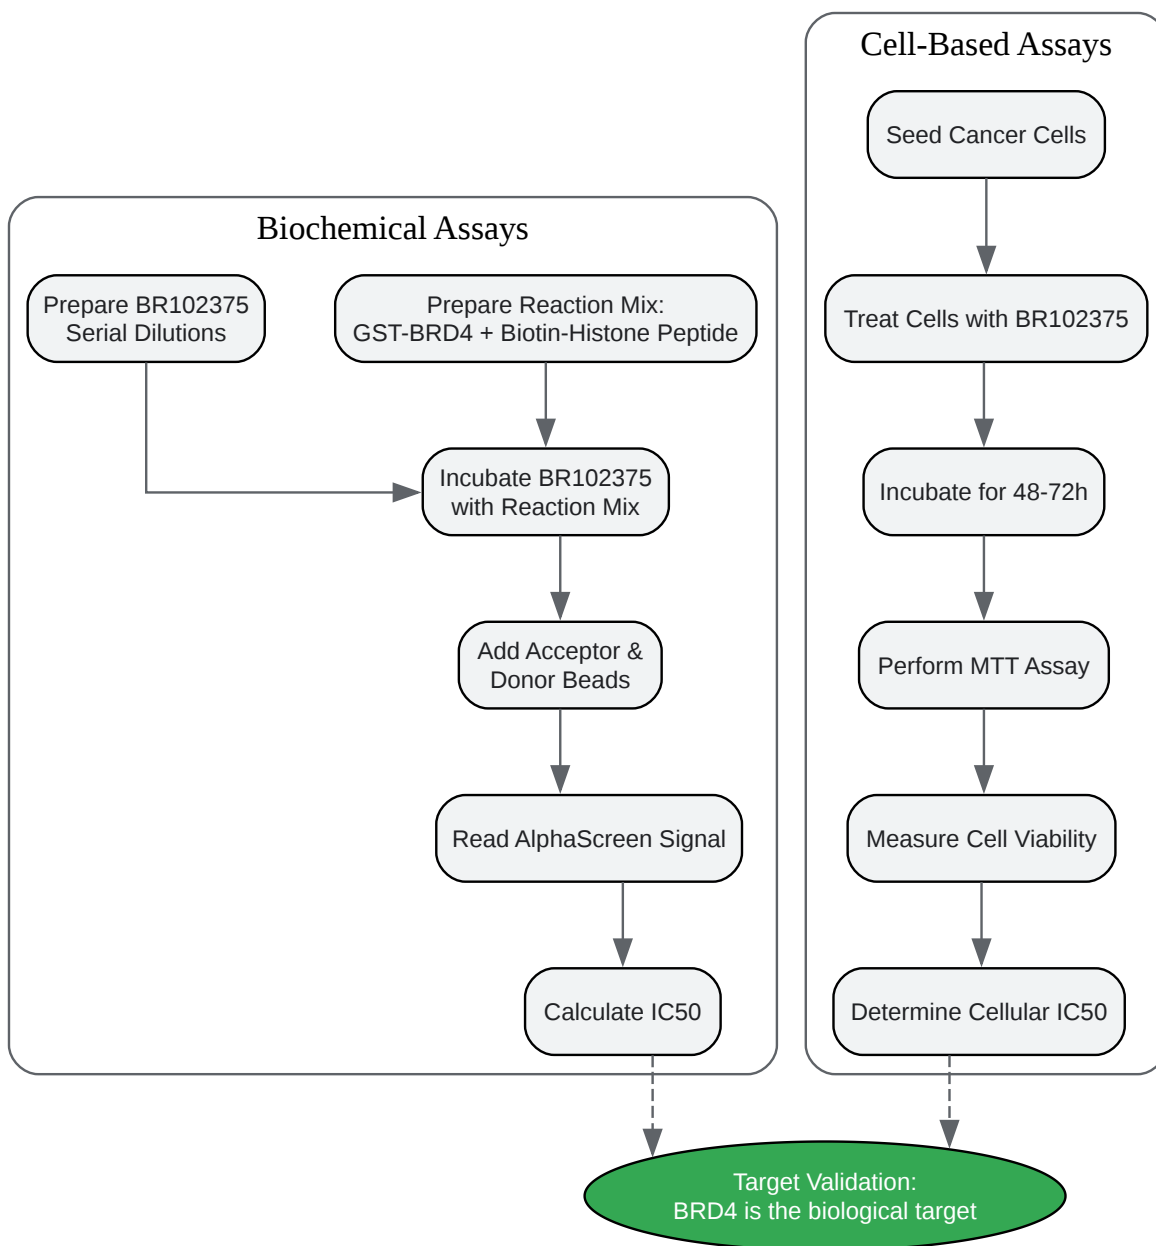 Biochemical Assays
Prepare BR102375
Serial Dilutions
Prepare Reaction Mix:
GST-BRD4 + Biotin-Histone Peptide
Incubate BR102375
with Reaction Mix
Add Acceptor &
Donor Beads
Read AlphaScreen Signal
Calculate IC50
Cell-Based Assays
Seed Cancer Cells
Treat Cells with BR102375
Incubate for 48-72h
Perform MTT Assay
Measure Cell Viability
Determine Cellular IC50
Target Validation:
BRD4 is the biological target